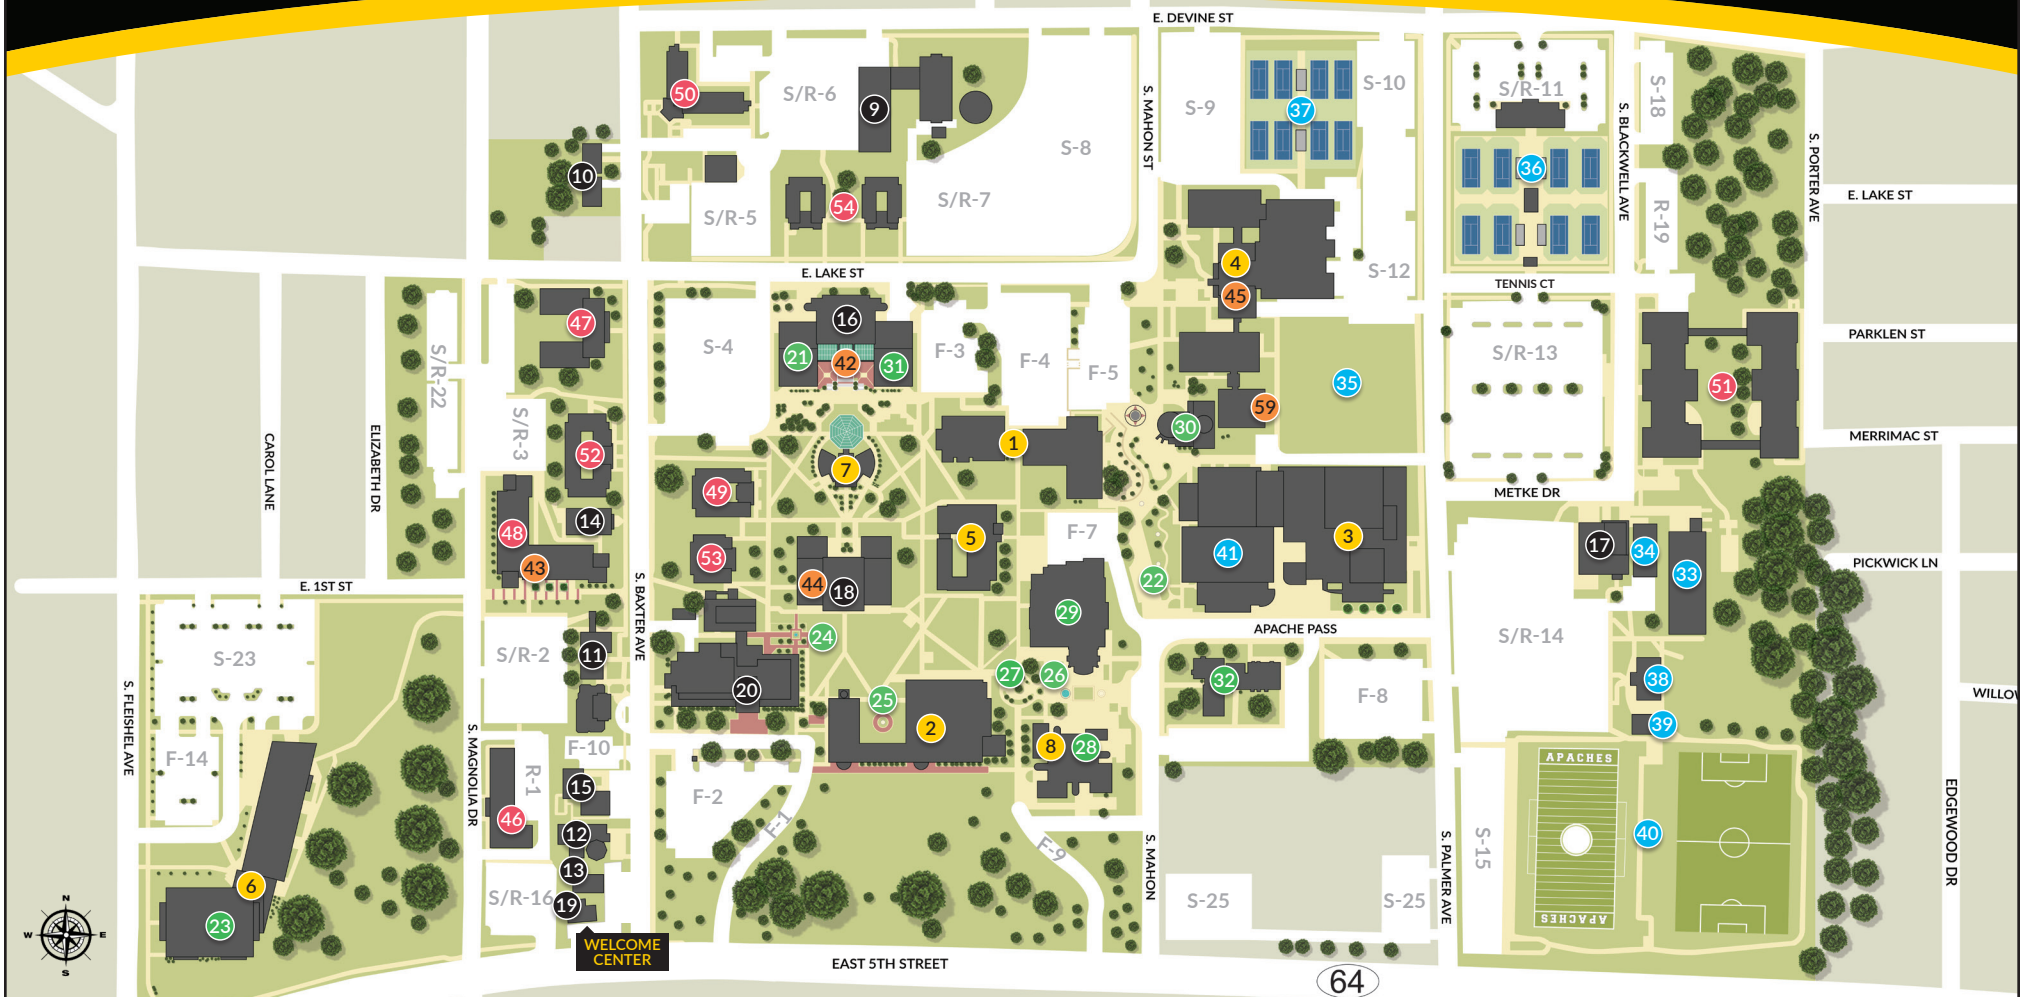 E. DEVINE ST
50
S/R-6
9
S-8
S. MAHON ST
S-9
37
S-10
S/R-11
36
S. BLACKWELL AVE
S-18
R-19
S. PORTER AVE
E. LAKE ST
10
S/R-5
54
S/R-7
4
45
S-12
TENNIS CT
E. LAKE ST
47
S/R-22
S/R-3
S-4
16
21
42
31
F-3
F-4
F-5
35
59
30
S/R-13
51
PARKLEN ST
MERRIMAC ST
CAROL LANE
ELIZABETH DR
52
14
48
43
49
7
1
53
5
F-7
44
18
29
22
41
3
METKE DR
17
34
33
PICKWICK LN
E. 1ST ST
S. BAXTER AVE
S-23
S/R-2
11
24
20
25
2
27
26
8
28
APACHE PASS
32
F-8
S/R-14
38
39
WILLO
S. FLEISHEL AVE
F-14
S. MAGNOLIA DR
R-1
46
F-10
15
12
13
S/R-16
19
F-2
F-1
F-9
S. MAHON
S-25
S-25
S. PALMER AVE
S-15
APACHES
40
APACHES
EDGEWOOD DR
6
23
N
W
E
S
WELCOME
CENTER
EAST 5TH STREET
64